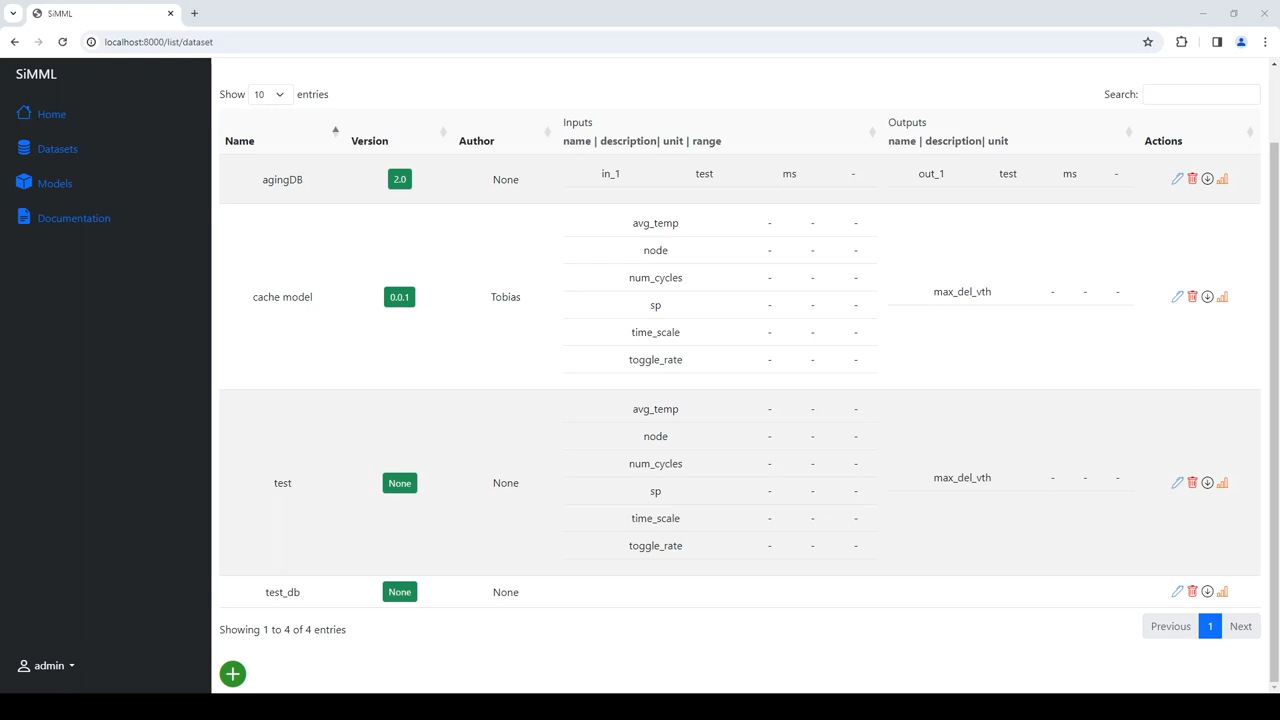 SiMML
localhost:8000/list/dataset
SiMML
Home
Datasets
Models
Documentation
admin
Show 10 entries
Search:
Name Version Author Inputs name | description| unit | range Outputs name | description| unit Actions
agingDB 2.0 None in_1 test ms - out_1 test ms -
cache model 0.0.1 Tobias
avg_temp - - -
node - - -
num_cycles - - -
sp - - -
time_scale - - -
toggle_rate - - -
max_del_vth - - -
test None None
avg_temp - - -
node - - -
num_cycles - - -
sp - - -
time_scale - - -
toggle_rate - - -
max_del_vth - - -
test_db None None
Showing 1 to 4 of 4 entries
Previous 1 Next